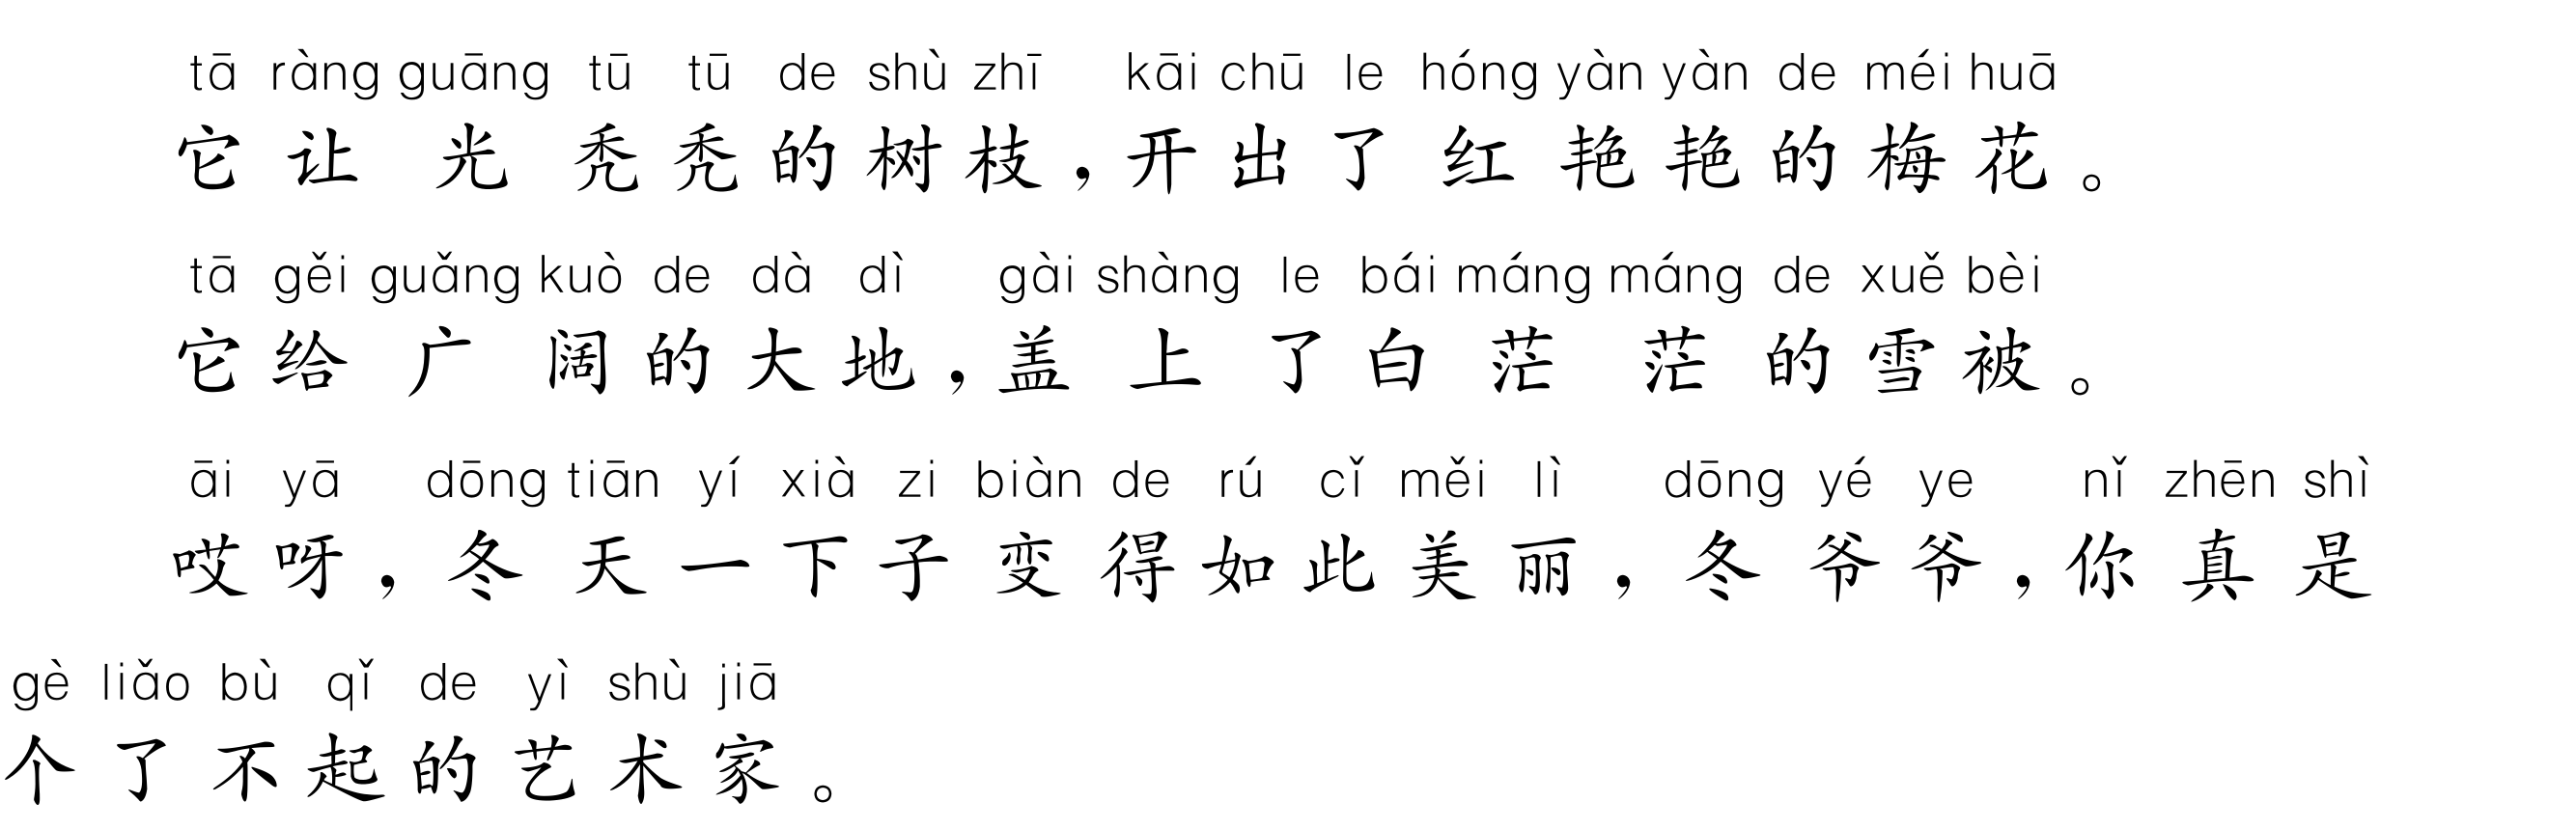 tā ràng guāng tū tū de shù zhī kāi chū le hóng yàn yàn de méi huā
它让光秃秃的树枝，开出了红艳艳的梅花。
tā gěi guǎng kuò de dà dì gài shàng le bái máng máng de xuě bèi
它给广阔的大地，盖上了白茫茫的雪被。
āi yā dōng tiān yí xià zi biàn de rú cǐ měi lì dōng yé ye nǐ zhēn shì
哎呀，冬天一下子变得如此美丽，冬爷爷，你真是
gè liǎo bù qǐ de yì shù jiā
个了不起的艺术家。